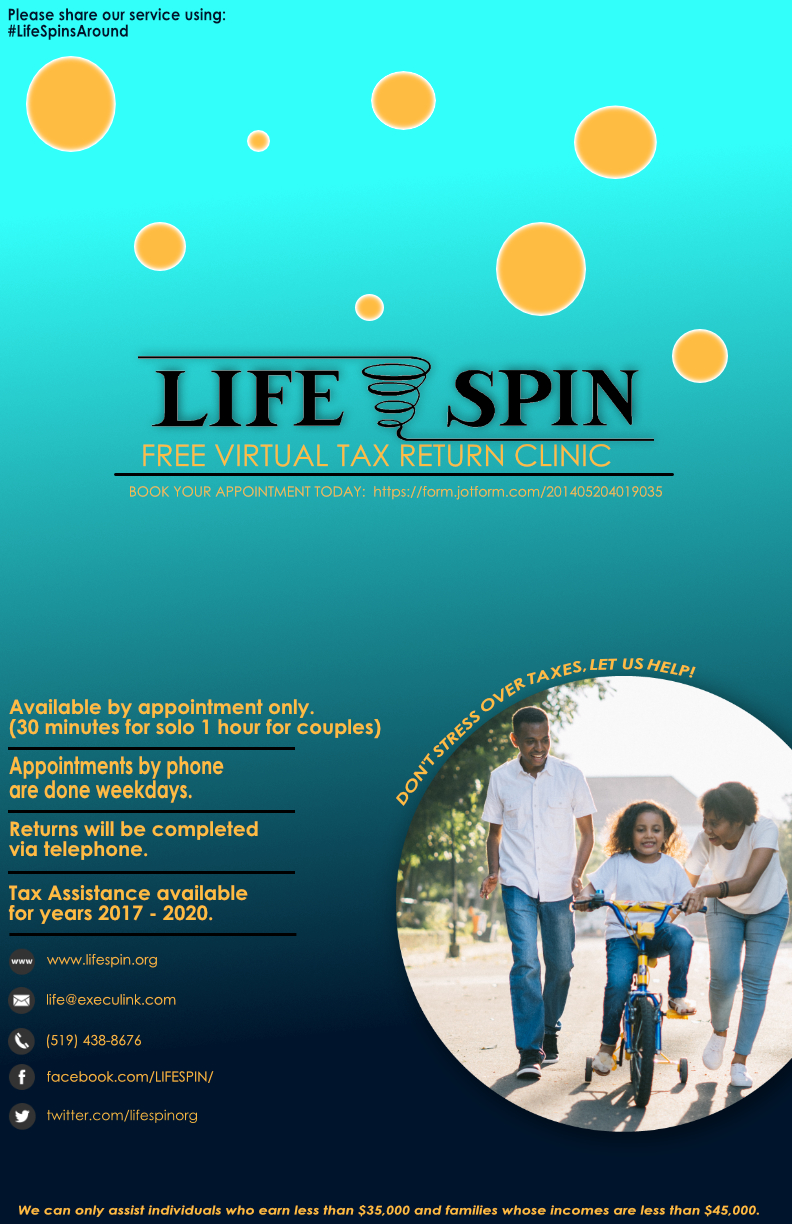 Please share our service using:
#LifeSpinsAround
LIFE SPIN
FREE VIRTUAL TAX RETURN CLINIC
BOOK YOUR APPOINTMENT TODAY: https://form.jotform.com/201405204019035
DON'T STRESS OVER TAXES, LET US HELP!
Available by appointment only.
(30 minutes for solo 1 hour for couples)
Appointments by phone
are done weekdays.
Returns will be completed
via telephone.
Tax Assistance available
for years 2017 - 2020.
www www.lifespin.org
life@execulink.com
(519) 438-8676
f facebook.com/LIFESPIN/
twitter.com/lifespinorg
We can only assist individuals who earn less than $35,000 and families whose incomes are less than $45,000.